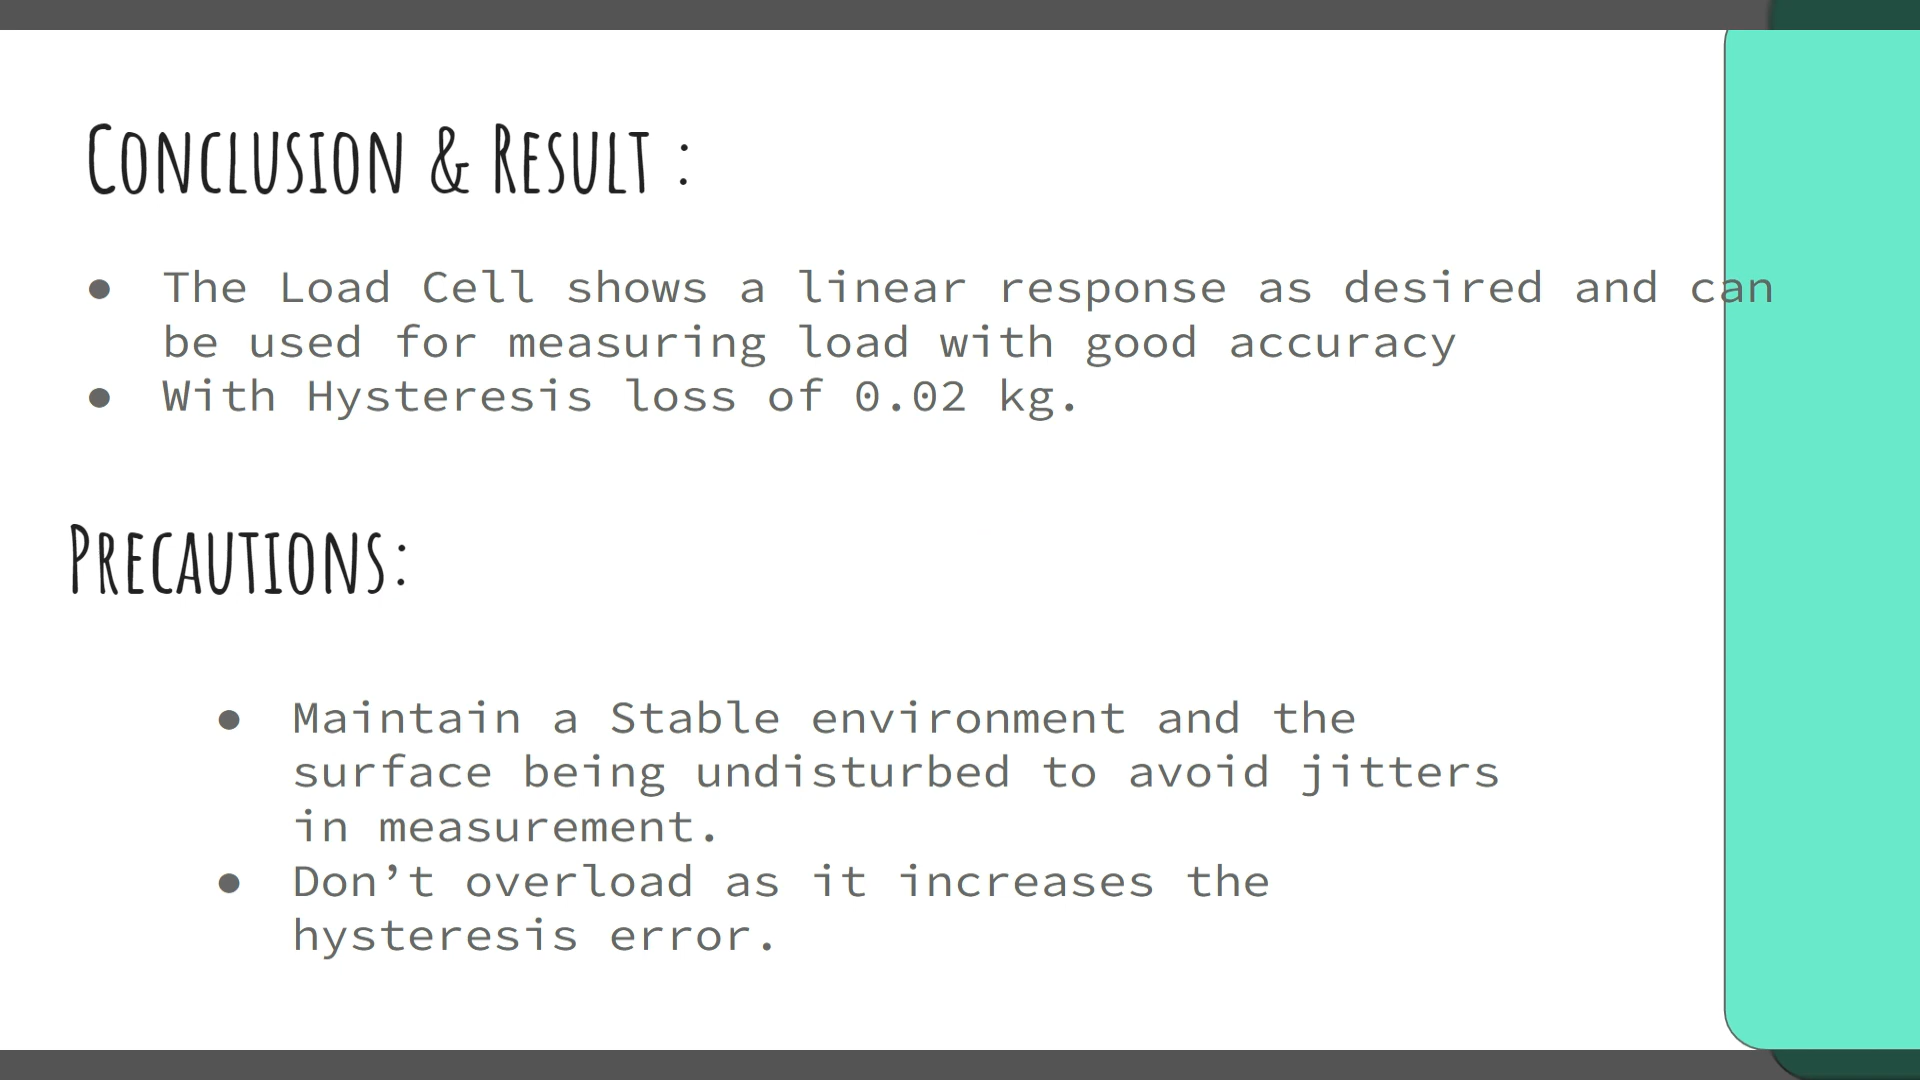 Conclusion & Result :
● The Load Cell shows a linear response as desired and can
be used for measuring load with good accuracy
● With Hysteresis loss of 0.02 kg.
Precautions:
● Maintain a Stable environment and the
surface being undisturbed to avoid jitters
in measurement.
● Don’t overload as it increases the
hysteresis error.